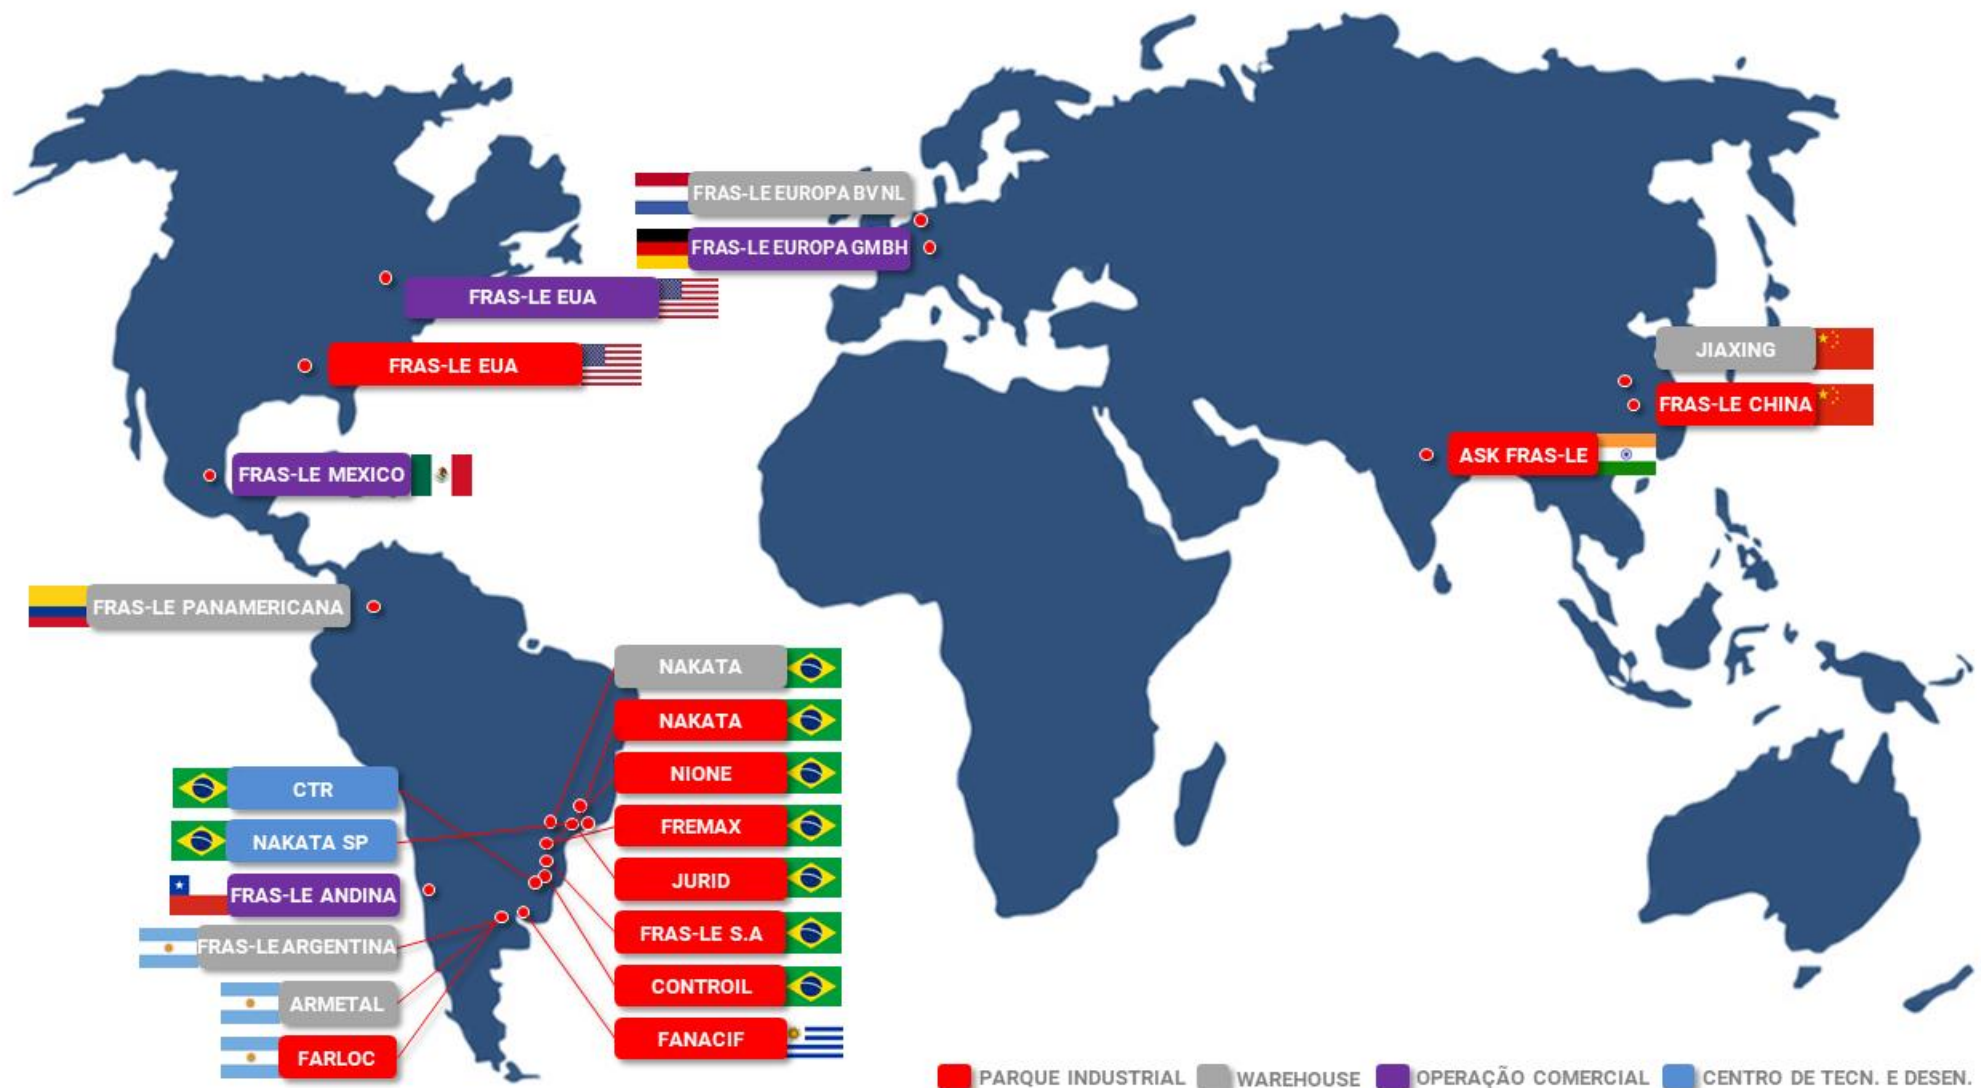 FRAS-LE EUROPA BV NL
FRAS-LE EUROPA GMBH
FRAS-LE EUA
FRAS-LE EUA
FRAS-LE MEXICO
JIAXING
FRAS-LE CHINA
ASK FRAS-LE
FRAS-LE PANAMERICANA
NAKATA
NAKATA
NIONE
FREMAX
JURID
FRAS-LE S.A
CONTROIL
FANACIF
CTR
NAKATA SP
FRAS-LE ANDINA
FRAS-LE ARGENTINA
ARMETAL
FARLOC
PARQUE INDUSTRIAL WAREHOUSE OPERAÇÃO COMERCIAL CENTRO DE TECN. E DESEN.